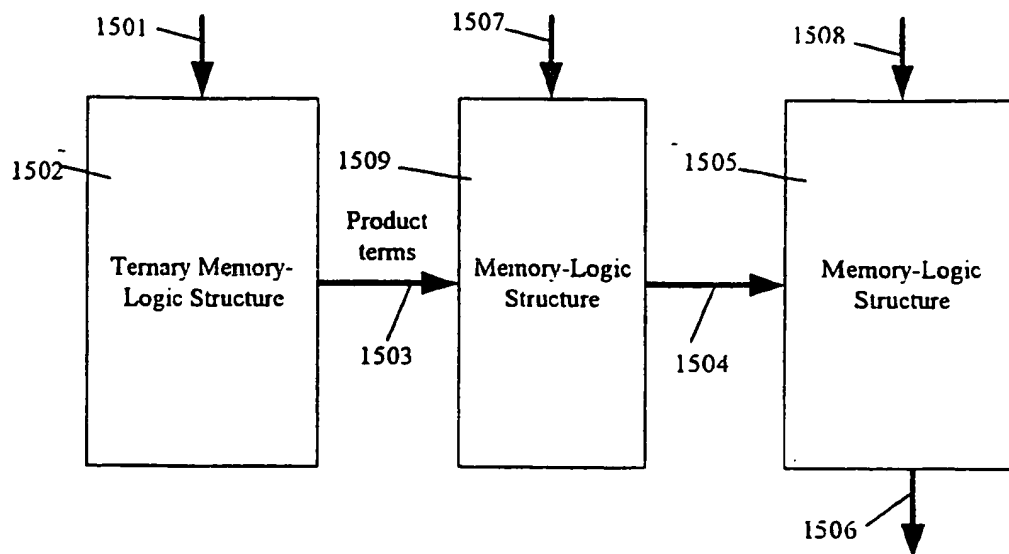 1501
1507
1508
1502
1509
1505
Product
terms
Ternary Memory-
Logic Structure
Memory-Logic
Structure
Memory-Logic
Structure
1503
1504
1506